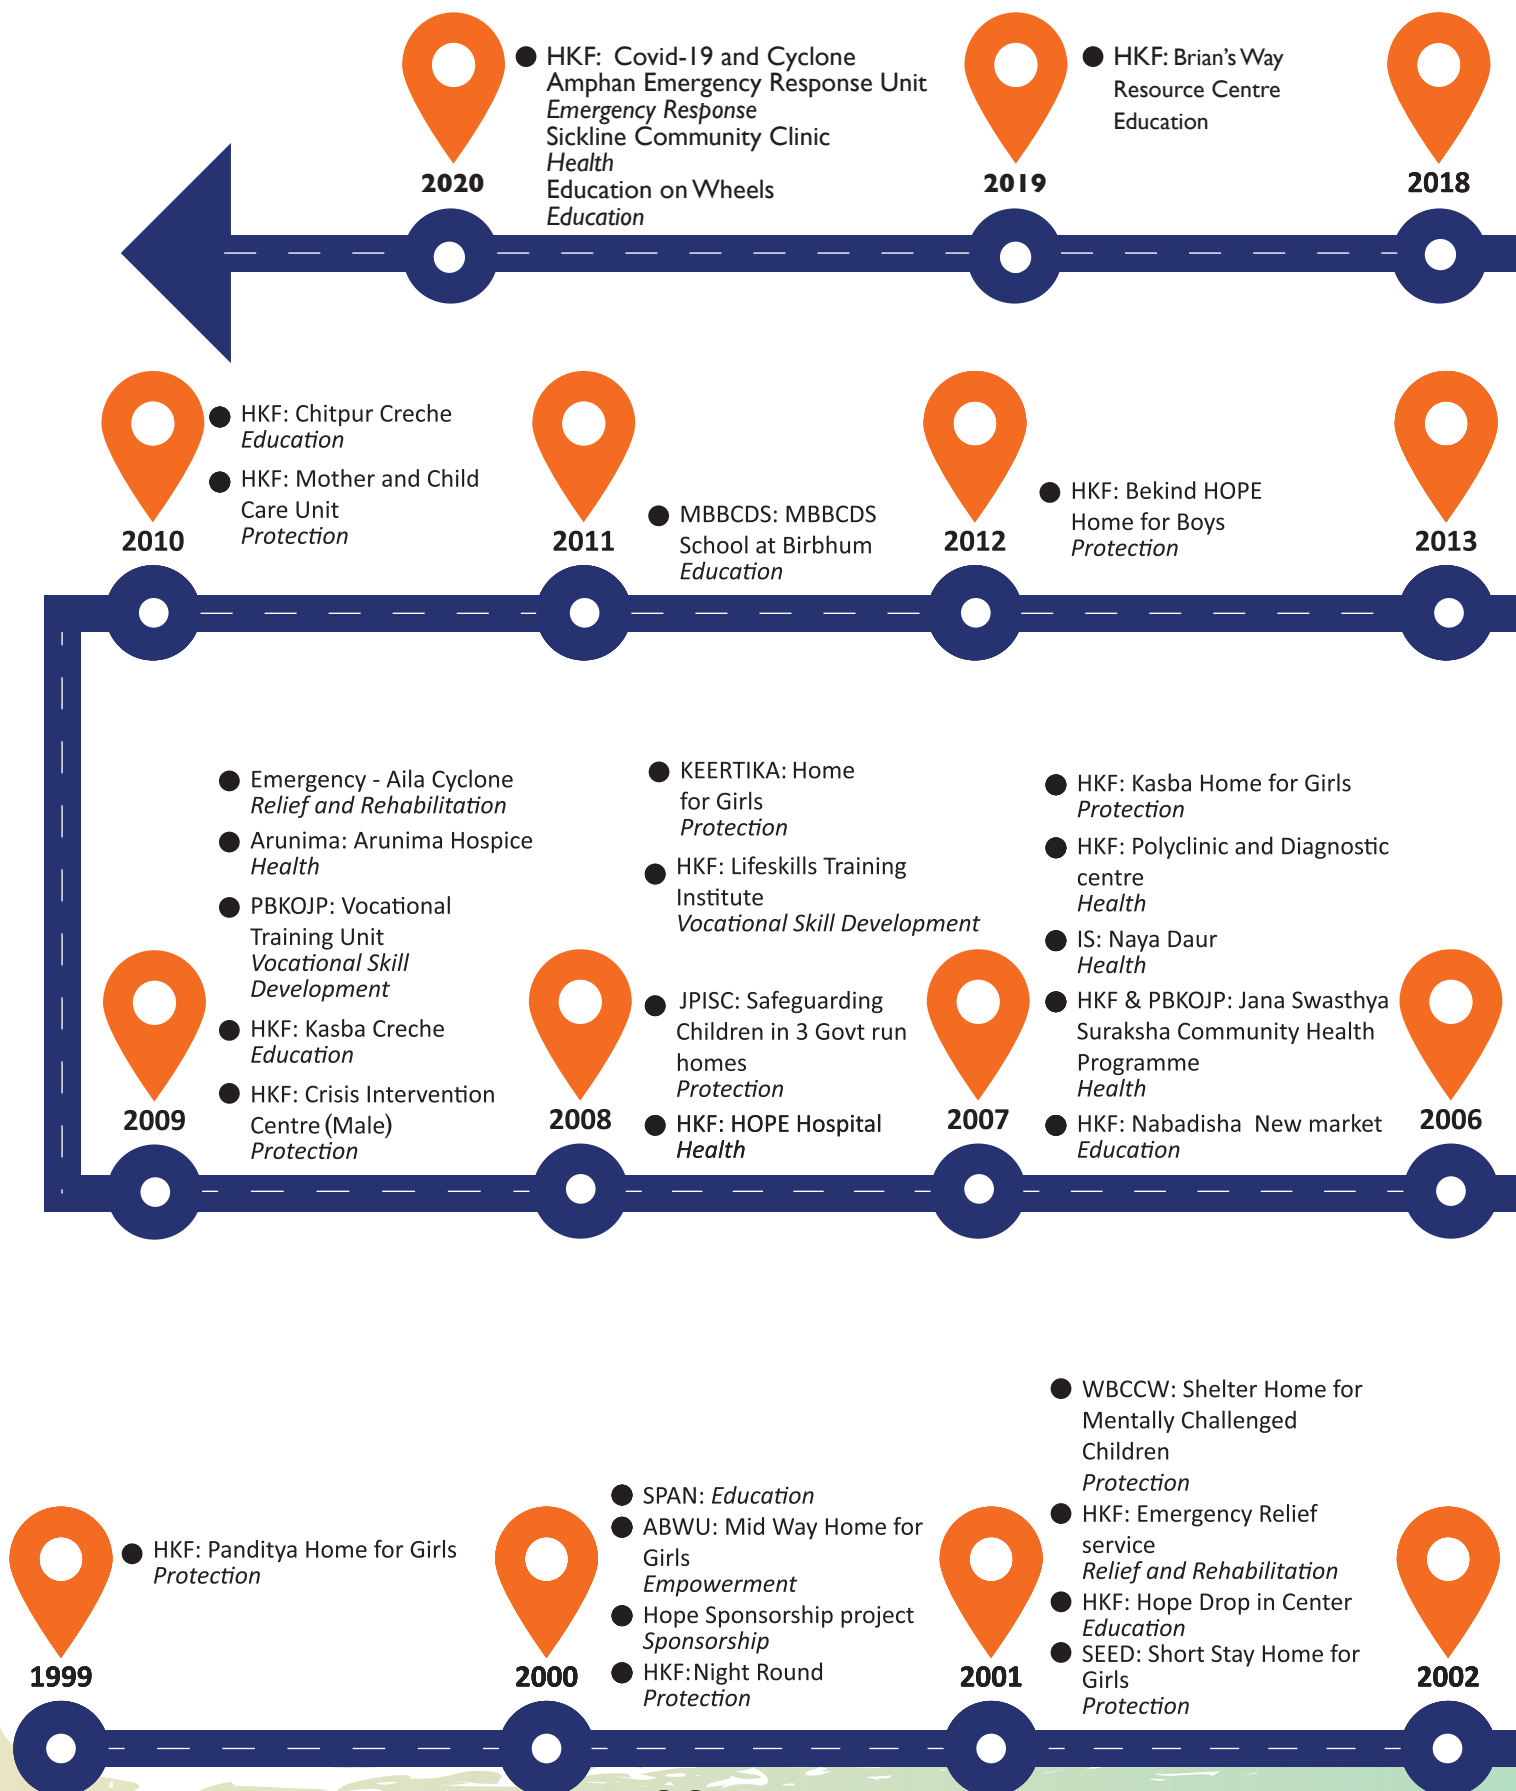 HKF: Covid-19 and Cyclone
Amphan Emergency Response Unit
Emergency Response
Sickline Community Clinic
Health
Education on Wheels
Education
2020
HKF: Brian's Way
Resource Centre
Education
2019
2018
HKF: Chitpur Creche
Education
HKF: Mother and Child
Care Unit
Protection
2010
MBBCDS: MBBCDS
School at Birbhum
Education
2011
HKF: Bekind HOPE
Home for Boys
Protection
2012
2013
Emergency - Aila Cyclone
Relief and Rehabilitation
Arunima: Arunima Hospice
Health
PBKOJP: Vocational
Training Unit
Vocational Skill
Development
HKF: Kasba Creche
Education
HKF: Crisis Intervention
Centre (Male)
Protection
2009
KEERTIKA: Home
for Girls
Protection
HKF: Lifeskills Training
Institute
Vocational Skill Development
JPISC: Safeguarding
Children in 3 Govt run
homes
Protection
HKF: HOPE Hospital
Health
2008
HKF: Kasba Home for Girls
Protection
HKF: Polyclinic and Diagnostic
centre
Health
IS: Naya Daur
Health
HKF & PBKOJP: Jana Swasthya
Suraksha Community Health
Programme
Health
HKF: Nabadisha New market
Education
2007
2006
HKF: Panditya Home for Girls
Protection
1999
SPAN: Education
ABWU: Mid Way Home for
Girls
Empowerment
Hope Sponsorship project
Sponsorship
HKF: Night Round
Protection
2000
WBCCW: Shelter Home for
Mentally Challenged
Children
Protection
HKF: Emergency Relief
service
Relief and Rehabilitation
HKF: Hope Drop in Center
Education
SEED: Short Stay Home for
Girls
Protection
2001
2002